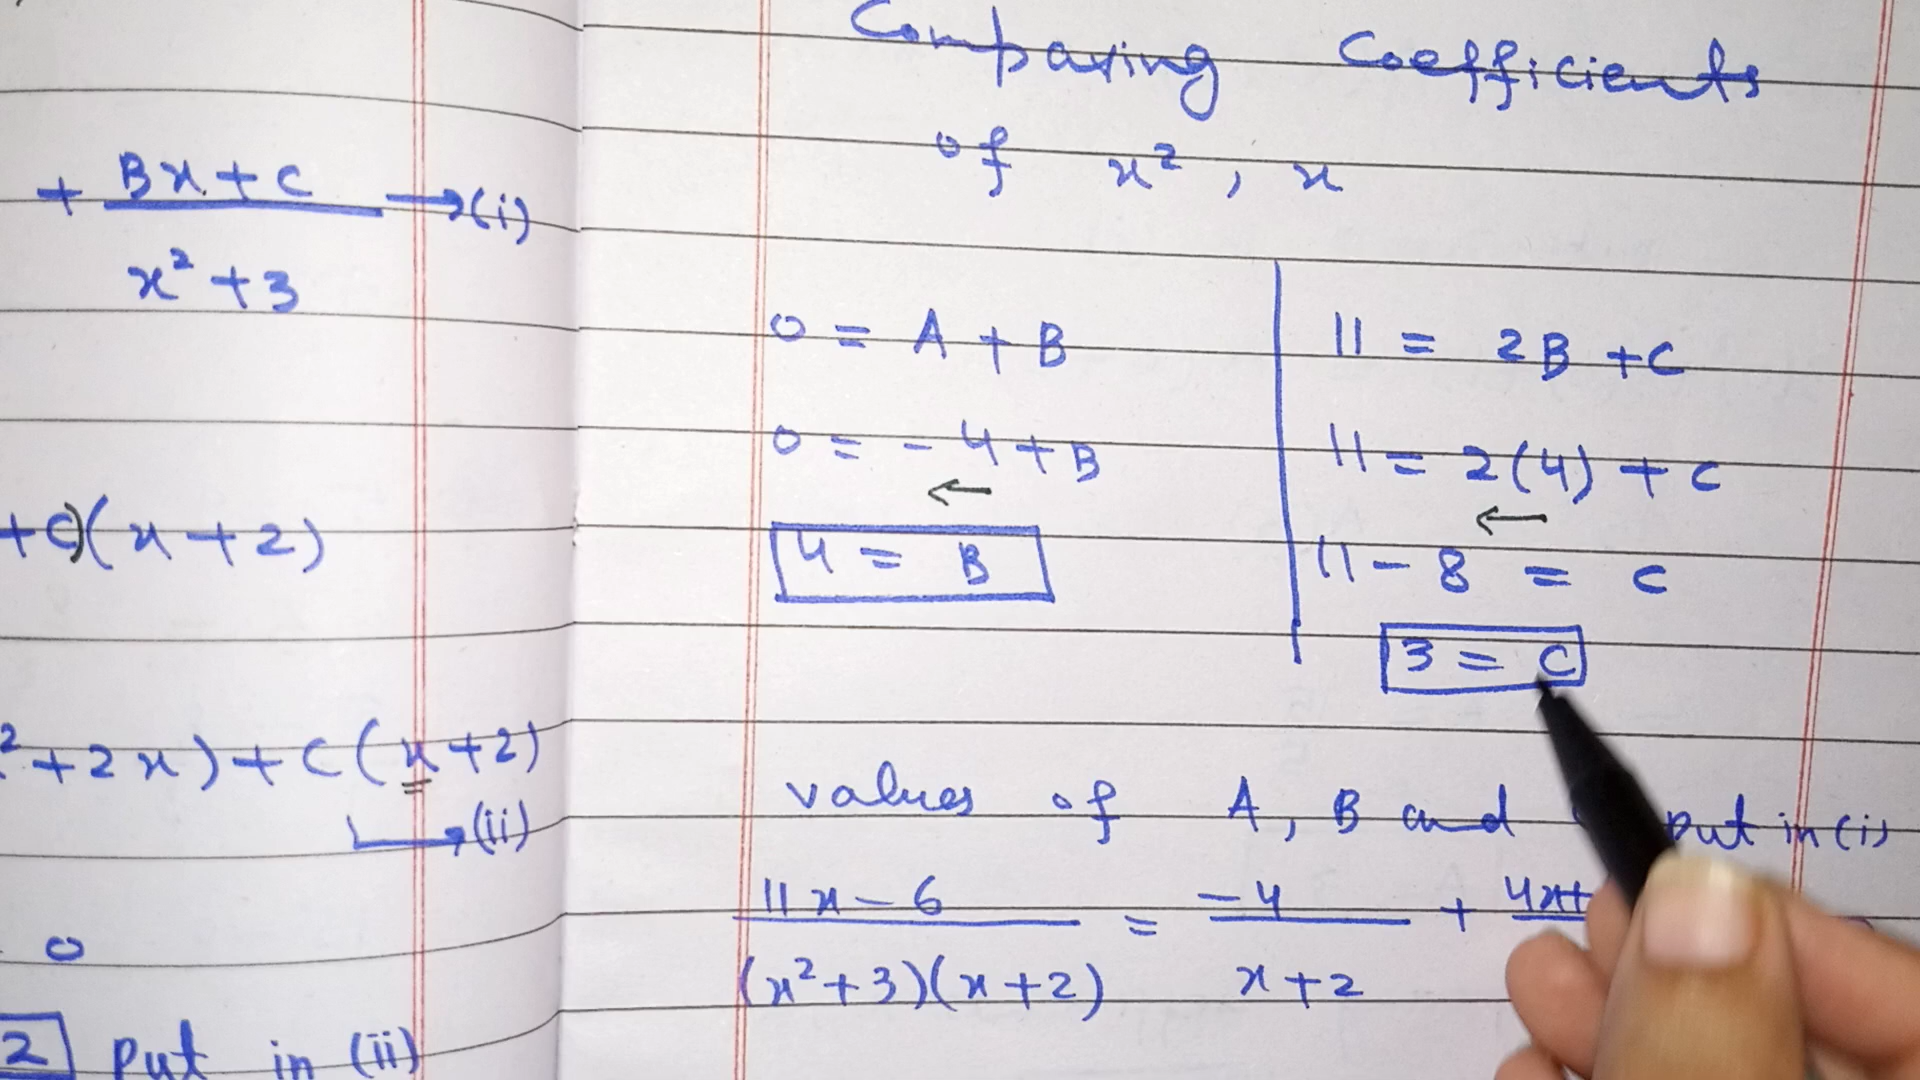 + Bx + C / x² + 3 → (i)
+ C)(x + 2)
² + 2x) + C(x + 2)
→ (ii)
0
2 put in (ii)
Comparing Coefficients
of x², x
0 = A + B
0 = -4 + B
←
4 = B
11 = 2B + C
11 = 2(4) + C
←
11 - 8 = C
3 = C
values of A, B and put in (i)
11x - 6 / (x² + 3)(x + 2) = -4 / x + 2 + 4x +